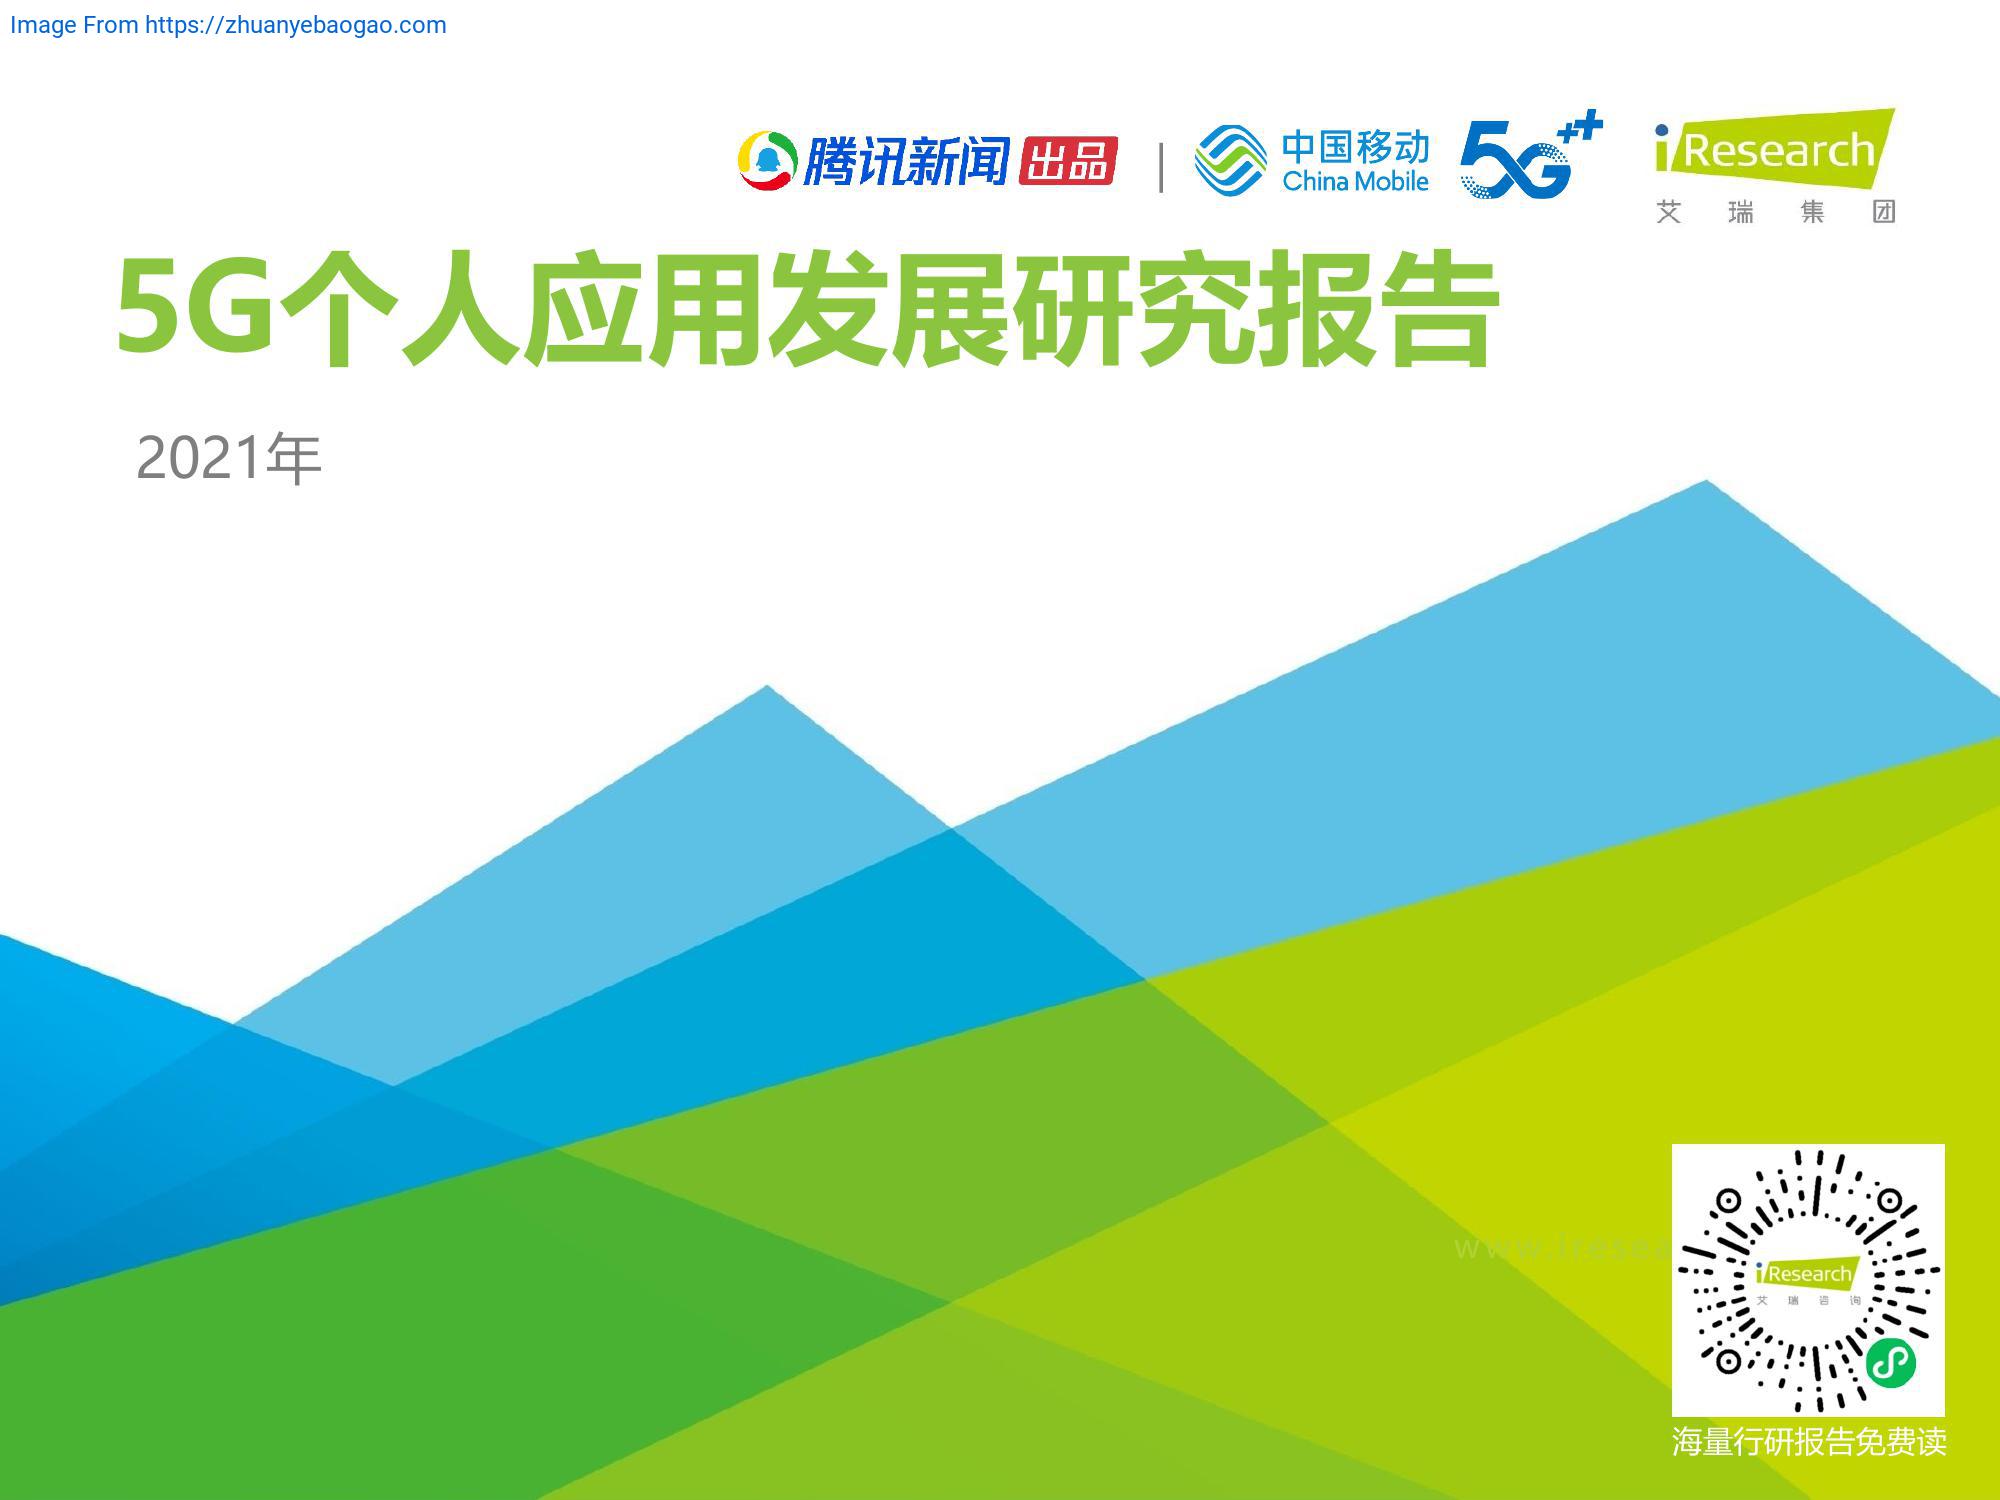 Image From https://zhuanyebaogao.com
腾讯新闻 出品 | 中国移动 China Mobile 5G++ iResearch
艾瑞集团
5G个人应用发展研究报告
2021年
www.iresea
iResearch
艾瑞咨询
海量行研报告免费读